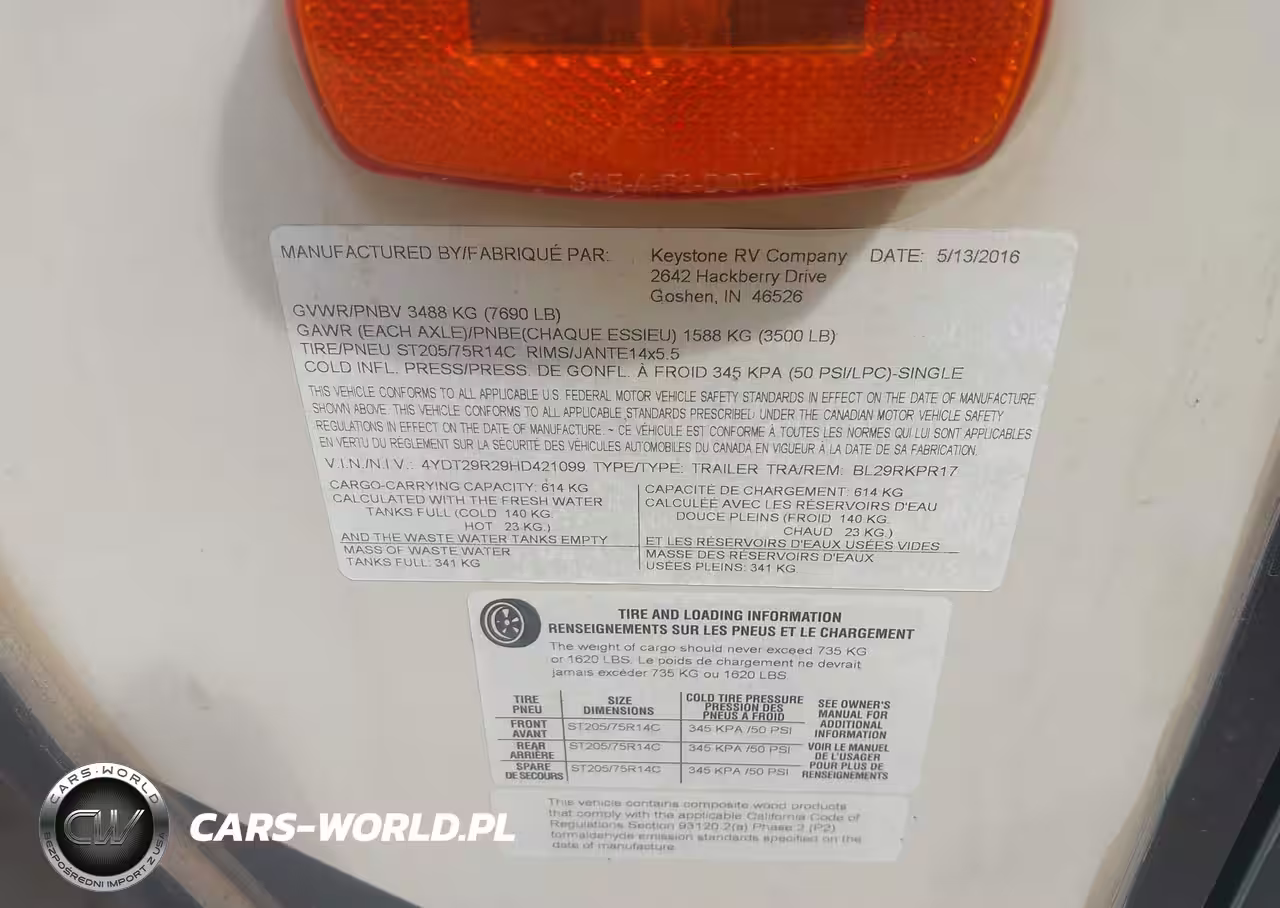 SAE-A-P2-DOT-14
MANUFACTURED BY/FABRIQUÉ PAR: Keystone RV Company DATE: 5/13/2016
2642 Hackberry Drive
Goshen, IN 46526
GVWR/PNBV 3488 KG (7690 LB)
GAWR (EACH AXLE)/PNBE(CHAQUE ESSIEU) 1588 KG (3500 LB)
TIRE/PNEU ST205/75R14C RIMS/JANTE14x5.5
COLD INFL. PRESS/PRESS. DE GONFL. À FROID 345 KPA (50 PSI/LPC)-SINGLE
THIS VEHICLE CONFORMS TO ALL APPLICABLE U.S. FEDERAL MOTOR VEHICLE SAFETY STANDARDS IN EFFECT ON THE DATE OF MANUFACTURE
SHOWN ABOVE. THIS VEHICLE CONFORMS TO ALL APPLICABLE STANDARDS PRESCRIBED UNDER THE CANADIAN MOTOR VEHICLE SAFETY
REGULATIONS IN EFFECT ON THE DATE OF MANUFACTURE. ~ CE VÉHICULE EST CONFORME À TOUTES LES NORMES QUI LUI SONT APPLICABLES
EN VERTU DU RÉGLEMENT SUR LA SÉCURITÉ DES VÉHICULES AUTOMOBILES DU CANADA EN VIGUEUR À LA DATE DE SA FABRICATION.
V.I.N./N.I.V.: 4YDT29R29HD421099 TYPE/TYPE: TRAILER TRA/REM: BL29RKPR17
CARGO-CARRYING CAPACITY: 614 KG
CALCULATED WITH THE FRESH WATER
TANKS FULL (COLD 140 KG.
HOT 23 KG.)
AND THE WASTE WATER TANKS EMPTY
MASS OF WASTE WATER
TANKS FULL: 341 KG
CAPACITÉ DE CHARGEMENT: 614 KG
CALCULÉE AVEC LES RÉSERVOIRS D'EAU
DOUCE PLEINS (FROID 140 KG.
CHAUD 23 KG.)
ET LES RÉSERVOIRS D'EAUX USÉES VIDES
MASSE DES RÉSERVOIRS D'EAUX
USÉES PLEINS: 341 KG
TIRE AND LOADING INFORMATION
RENSEIGNEMENTS SUR LES PNEUS ET LE CHARGEMENT
The weight of cargo should never exceed 735 KG
or 1620 LBS. Le poids de chargement ne devrait
jamais excéder 735 KG ou 1620 LBS
TIRE
PNEU
SIZE
DIMENSIONS
COLD TIRE PRESSURE
PRESSION DES
PNEUS À FROID
FRONT
AVANT
ST205/75R14C
345 KPA /50 PSI
REAR
ARRIÈRE
ST205/75R14C
345 KPA /50 PSI
SPARE
DE SECOURS
ST205/75R14C
345 KPA /50 PSI
SEE OWNER'S
MANUAL FOR
ADDITIONAL
INFORMATION
VOIR LE MANUEL
DE L'USAGER
POUR PLUS DE
RENSEIGNEMENTS
This vehicle contains composite wood products
that comply with the applicable California Code of
Regulations Section 93120.2(a) Phase 2 (P2)
formaldehyde emission standards specified on the
date of manufacture
CARS-WORLD
CW
BEZPOŚREDNI IMPORT Z USA
CARS-WORLD.PL